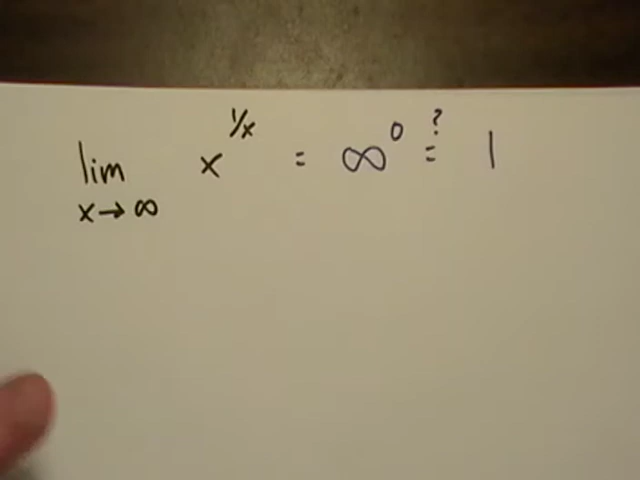 lim x→∞ x^(1/x) = ∞^0 ?= 1